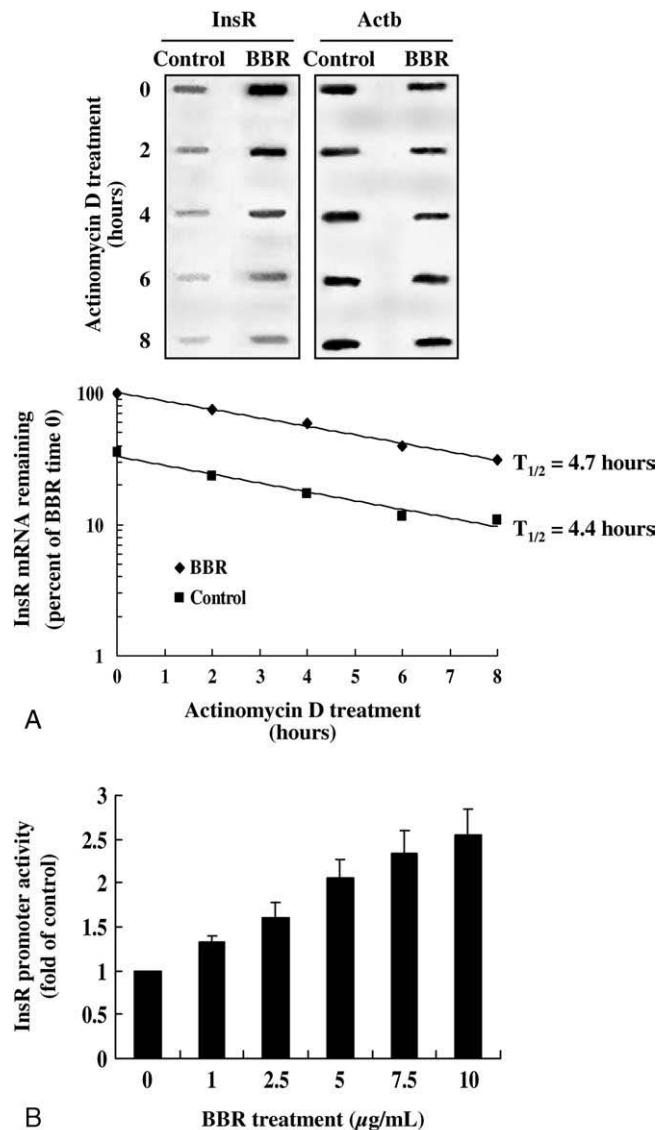 InsR Actb
Control BBR Control BBR
Actinomycin D treatment
(hours)
0
2
4
6
8
InsR mRNA remaining
(percent of BBR time 0)
100
10
1
T1/2 = 4.7 hours
T1/2 = 4.4 hours
BBR
Control
0 1 2 3 4 5 6 7 8
Actinomycin D treatment
(hours)
A
InsR promoter activity
(fold of control)
3
2.5
2
1.5
1
0.5
0
0 1 2.5 5 7.5 10
BBR treatment (µg/mL)
B